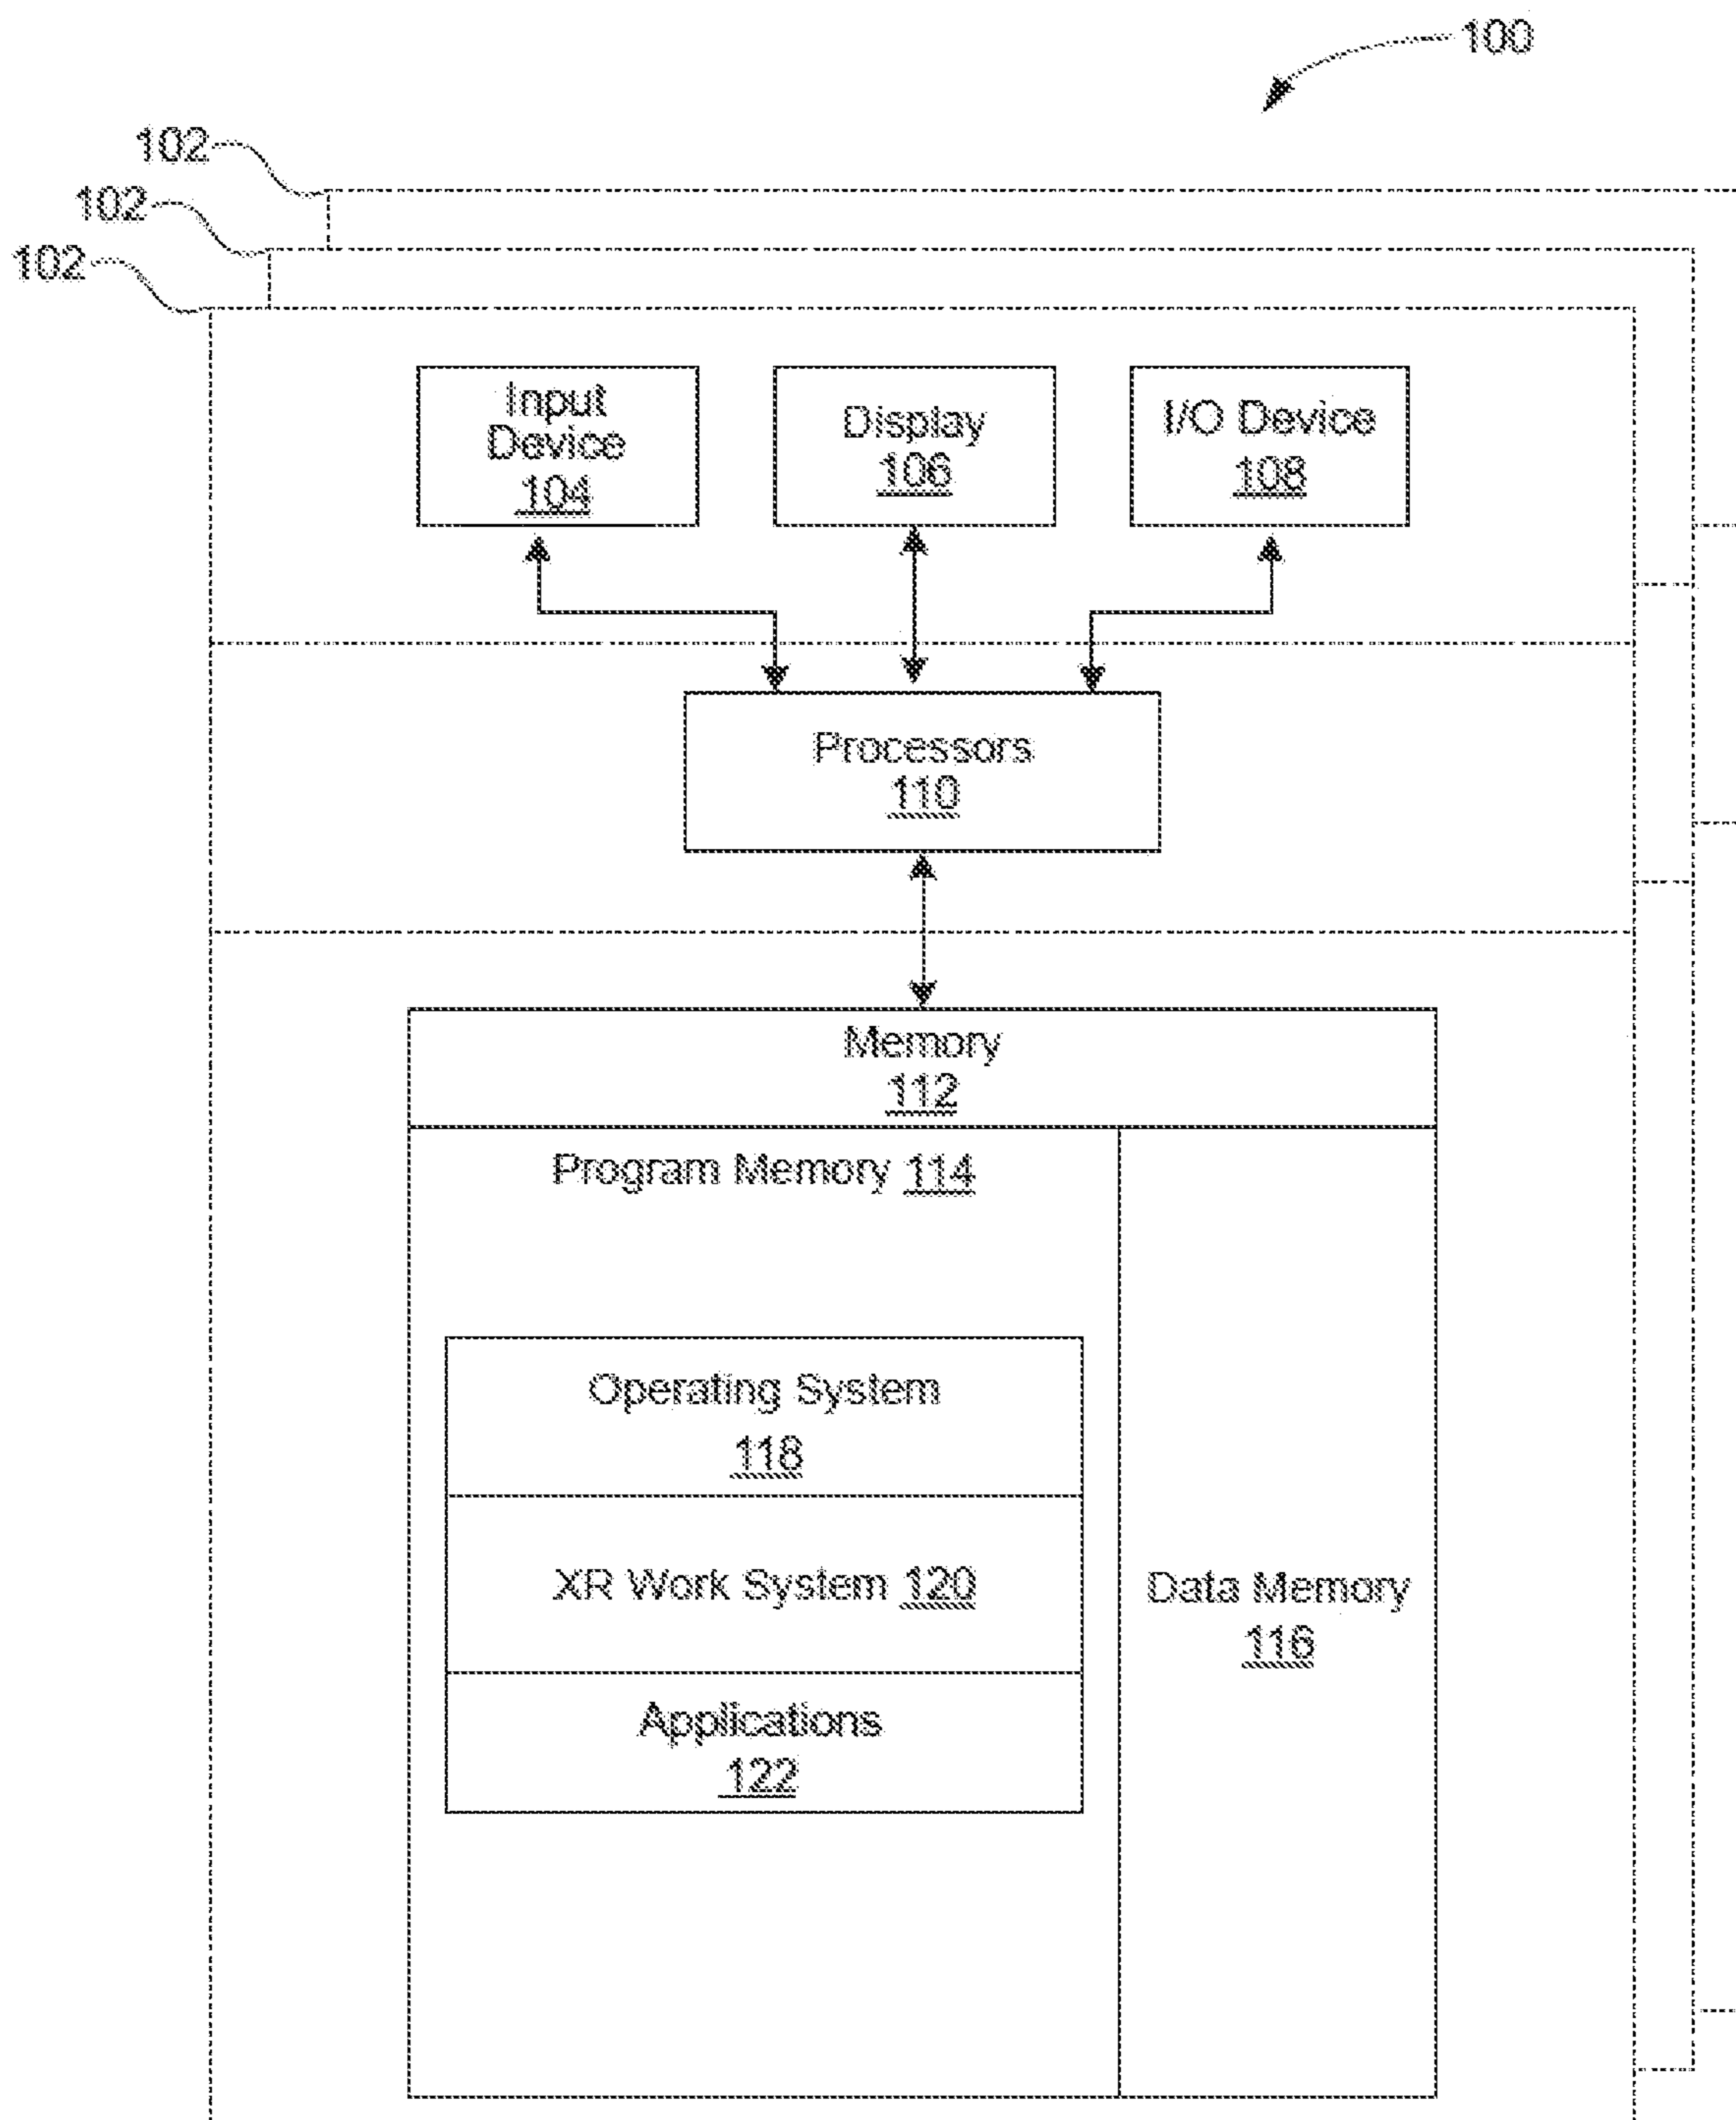 100
102
102
102
Input
Device
104
Display
106
I/O Device
108
Processors
110
Memory
112
Program Memory 114
Operating System
118
XR Work System 120
Applications
122
Data Memory
116